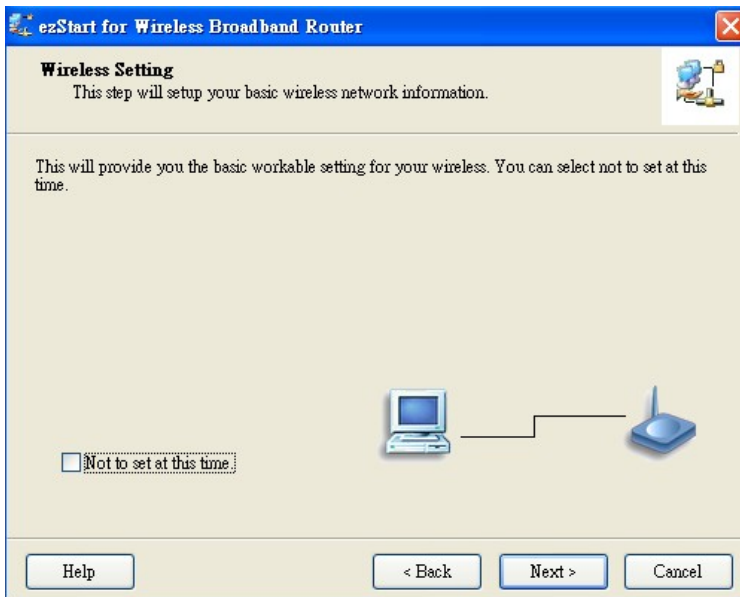 ezStart for Wireless Broadband Router
Wireless Setting
This step will setup your basic wireless network information.
This will provide you the basic workable setting for your wireless. You can select not to set at this
time.
Not to set at this time.
Help
< Back
Next >
Cancel